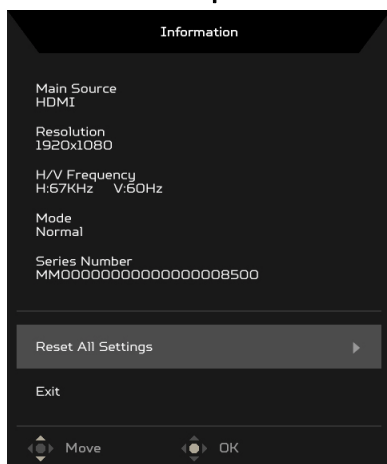 Information
Main Source
HDMI
Resolution
1920x1080
H/V Frequency
H:67KHz V:60Hz
Mode
Normal
Series Number
MM00000000000000008500
Reset All Settings
Exit
Move OK